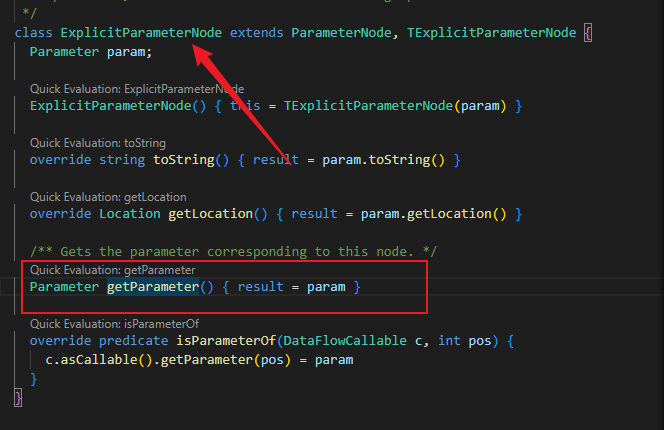 */
class ExplicitParameterNode extends ParameterNode, TExplicitParameterNode {
Parameter param;
Quick Evaluation: ExplicitParameterNode
ExplicitParameterNode() { this = TExplicitParameterNode(param) }
Quick Evaluation: toString
override string toString() { result = param.toString() }
Quick Evaluation: getLocation
override Location getLocation() { result = param.getLocation() }
/** Gets the parameter corresponding to this node. */
Quick Evaluation: getParameter
Parameter getParameter() { result = param }
Quick Evaluation: isParameterOf
override predicate isParameterOf(DataFlowCallable c, int pos) {
c.asCallable().getParameter(pos) = param
}
}